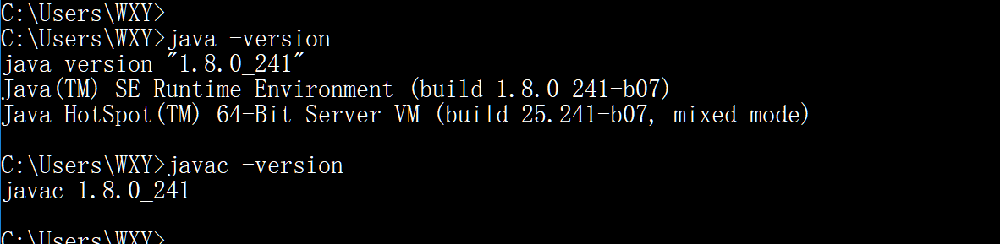 C:\Users\WXY>
C:\Users\WXY>java -version
java version "1.8.0_241"
Java(TM) SE Runtime Environment (build 1.8.0_241-b07)
Java HotSpot(TM) 64-Bit Server VM (build 25.241-b07, mixed mode)
C:\Users\WXY>javac -version
javac 1.8.0_241
C:\Users\WXY>